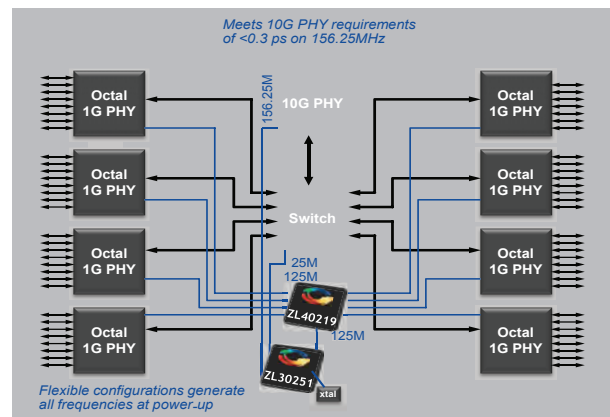 Meets 10G PHY requirements
of <0.3 ps on 156.25MHz
Octal
1G PHY
156.25M
10G PHY
Octal
1G PHY
Octal
1G PHY
Octal
1G PHY
Switch
Octal
1G PHY
Octal
1G PHY
25M
125M
ZL40219
Octal
1G PHY
Octal
1G PHY
125M
ZL30251
xtal
Flexible configurations generate
all frequencies at power-up